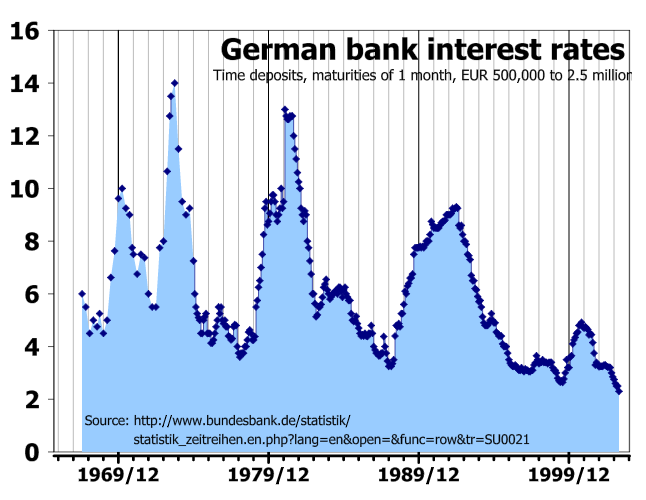 German bank interest rates
Time deposits, maturities of 1 month, EUR 500,000 to 2.5 million
16
14
12
10
8
6
4
2
0
Source: http://www.bundesbank.de/statistik/
statistik_zeitreihen.en.php?lang=en&open=&func=row&tr=SU0021
1969/12 1979/12 1989/12 1999/12